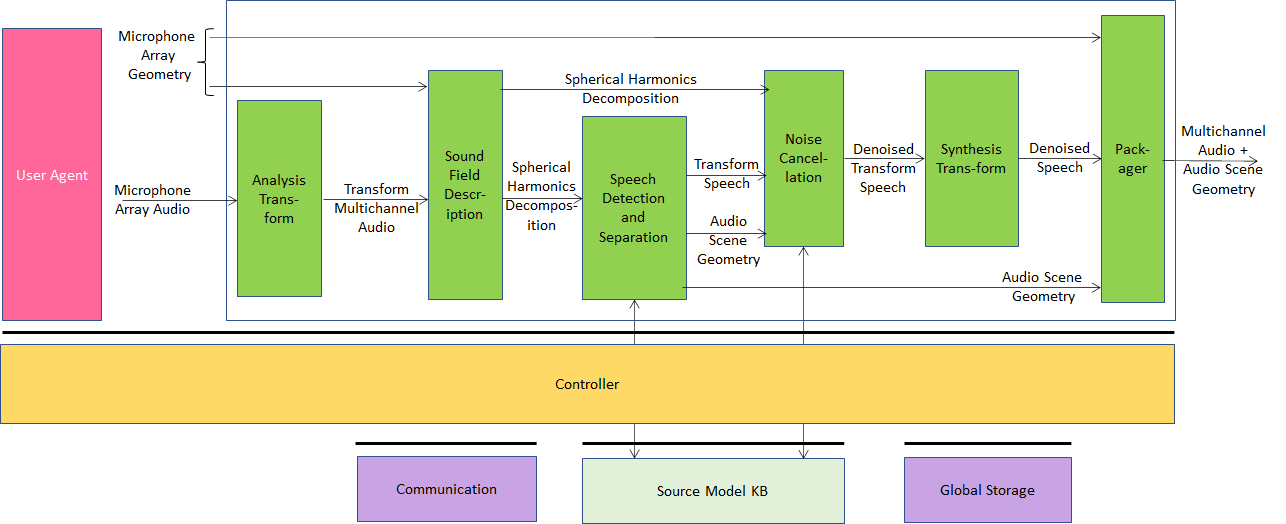 Microphone
Array
Geometry
User Agent
Microphone
Array Audio
Analysis
Trans-
form
Transform
Multichannel
Audio
Sound
Field
Descr-
iption
Spherical Harmonics
Decomposition
Spherical
Harmonics
Decompos-
ition
Speech
Detection
and
Separation
Transform
Speech
Audio
Scene
Geometry
Noise
Cancel-
lation
Denoised
Transform
Speech
Synthesis
Trans-form
Denoised
Speech
Audio Scene
Geometry
Pack-
ager
Multichannel
Audio +
Audio Scene
Geometry
Controller
Communication
Source Model KB
Global Storage